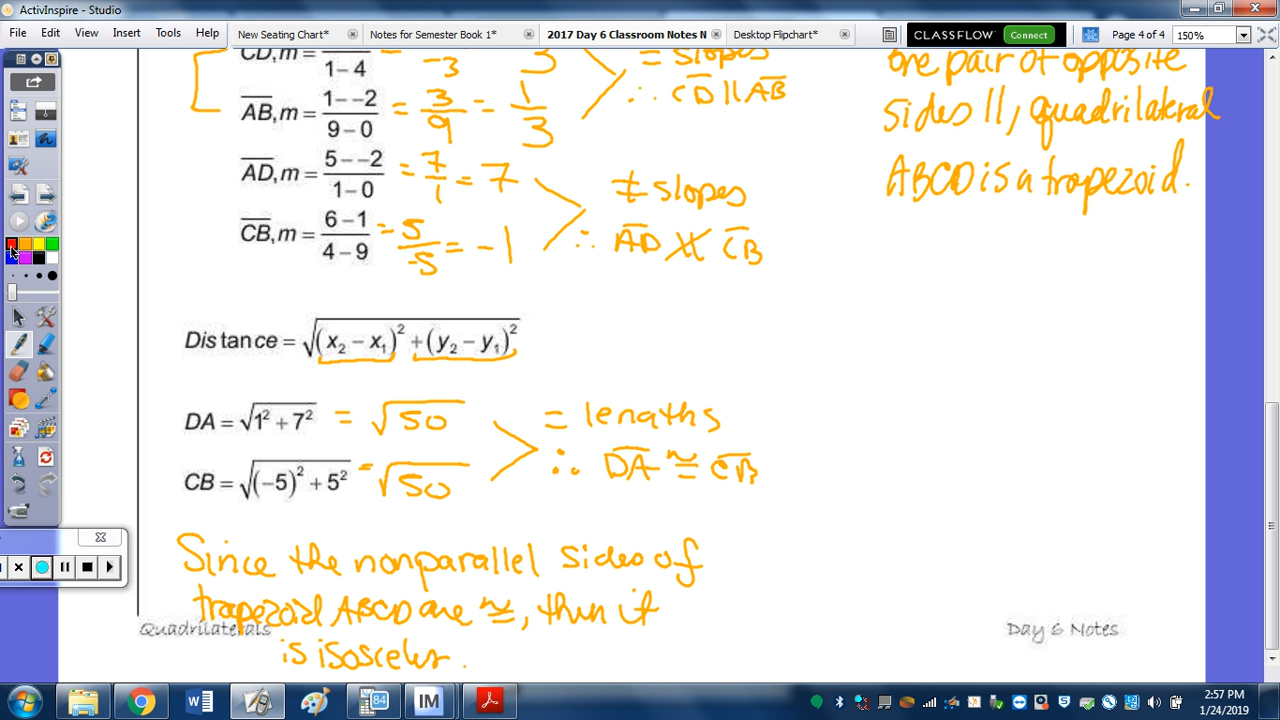 ActivInspire - Studio
File Edit View Insert Tools Help New Seating Chart* Notes for Semester Book 1* 2017 Day 6 Classroom Notes N Desktop Flipchart* CLASSFLOW Connect Page 4 of 4 150%
CD, m = 1 – 4 = -3 3 = slopes
∴ CD || AB
AB, m = 1 – –2 / 9 – 0 = 3/9 = 1/3
AD, m = 5 – –2 / 1 – 0 = 7/1 = 7
≠ slopes
CB, m = 6 – 1 / 4 – 9 = 5/-5 = -1
∴ AD ∦ CB
one pair of opposite
sides //, quadrilateral
ABCD is a trapezoid.
Distance = √(x₂ – x₁)² + (y₂ – y₁)²
DA = √1² + 7² = √50 = lengths
CB = √(–5)² + 5² = √50 ∴ DA ≅ CB
Since the nonparallel sides of
trapezoid ABCD are ≅, then it
is isosceles.
Quadrilaterals Day 6 Notes
84 IM
2:57 PM
1/24/2019